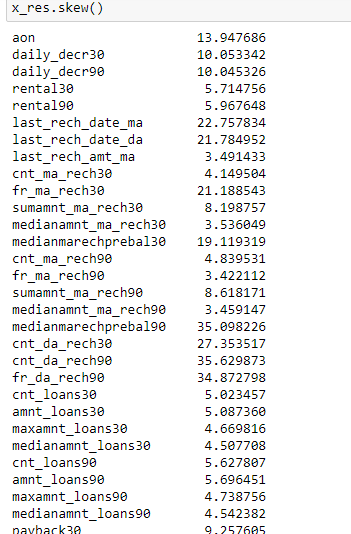 x_res.skew()
aon 13.947686
daily_decr30 10.053342
daily_decr90 10.045326
rental30 5.714756
rental90 5.967648
last_rech_date_ma 22.757834
last_rech_date_da 21.784952
last_rech_amt_ma 3.491433
cnt_ma_rech30 4.149504
fr_ma_rech30 21.188543
sumamnt_ma_rech30 8.198757
medianamnt_ma_rech30 3.536049
medianmarechprebal30 19.119319
cnt_ma_rech90 4.839531
fr_ma_rech90 3.422112
sumamnt_ma_rech90 8.618171
medianamnt_ma_rech90 3.459147
medianmarechprebal90 35.098226
cnt_da_rech30 27.353517
cnt_da_rech90 35.629873
fr_da_rech90 34.872798
cnt_loans30 5.023457
amnt_loans30 5.087360
maxamnt_loans30 4.669816
medianamnt_loans30 4.507708
cnt_loans90 5.627807
amnt_loans90 5.696451
maxamnt_loans90 4.738756
medianamnt_loans90 4.542382
payback30 9.257605